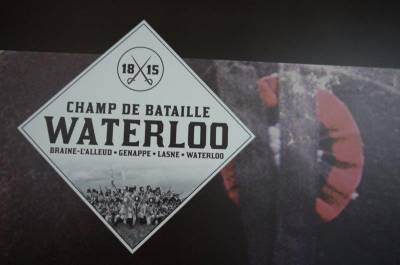 18 15
CHAMP DE BATAILLE
WATERLOO
BRAINE-L'ALLEUD • GENAPPE • LASNE • WATERLOO